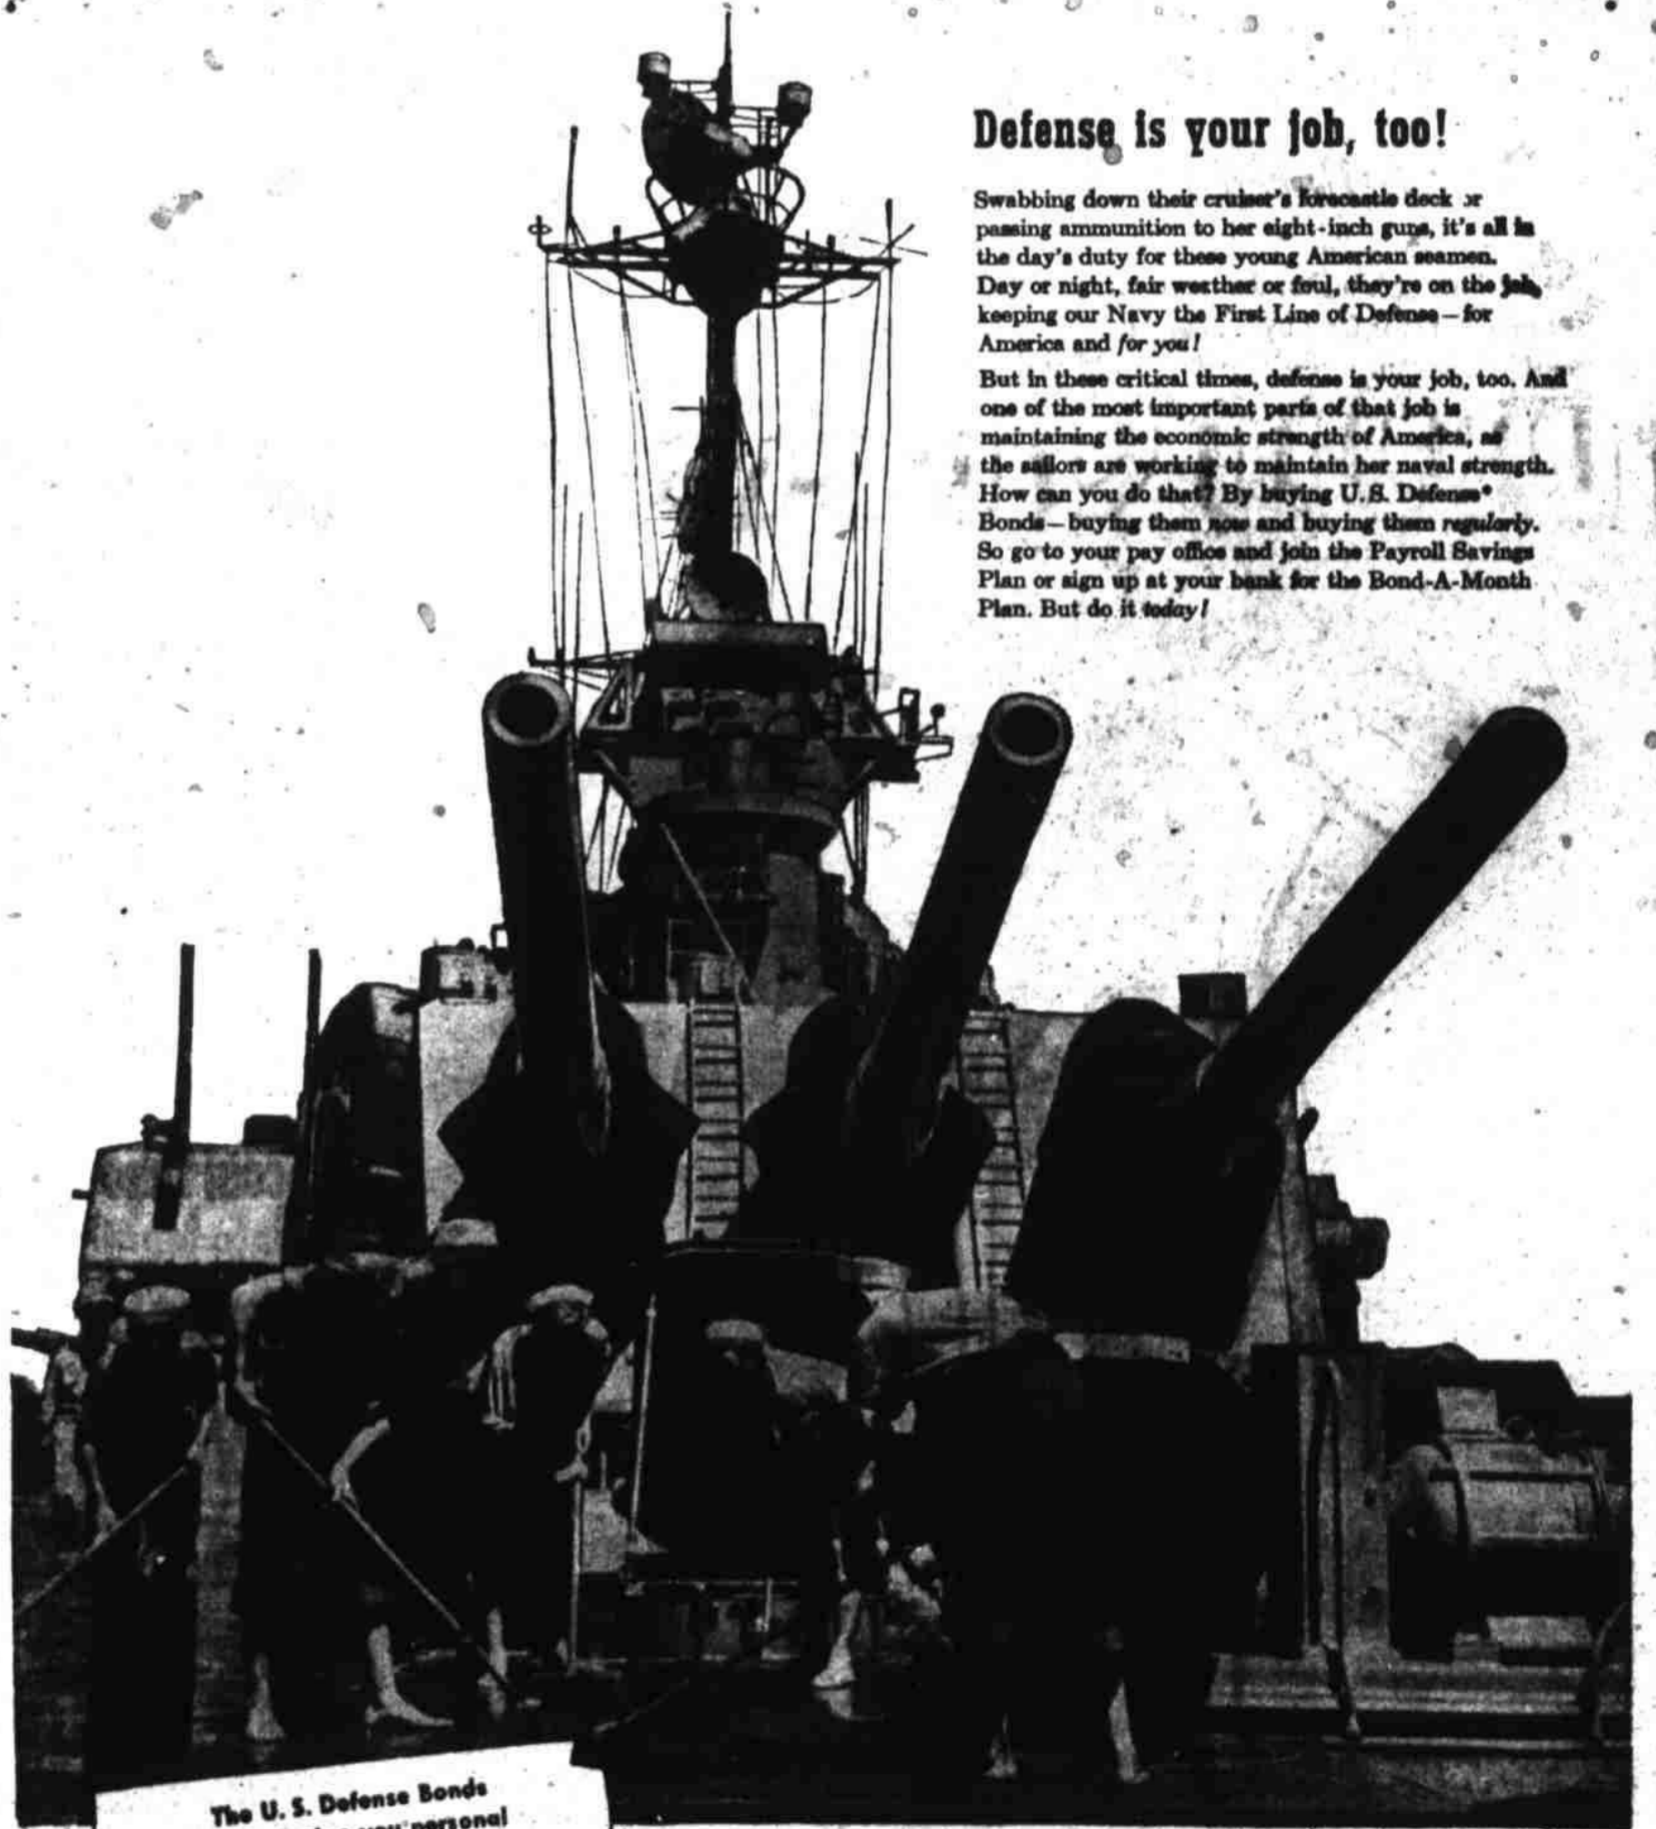 Defense is your job, too!
Swabbing down their cruiser's forecastle deck or
passing ammunition to her eight-inch guns, it's all in
the day's duty for these young American seamen.
Day or night, fair weather or foul, they're on the job,
keeping our Navy the First Line of Defense—for
America and for you!
But in these critical times, defense is your job, too. And
one of the most important parts of that job is
maintaining the economic strength of America, as
the sailors are working to maintain her naval strength.
How can you do that? By buying U.S. Defense*
Bonds—buying them now and buying them regularly.
So go to your pay office and join the Payroll Savings
Plan or sign up at your bank for the Bond-A-Month
Plan. But do it today!
The U. S. Defense Bonds
you personal